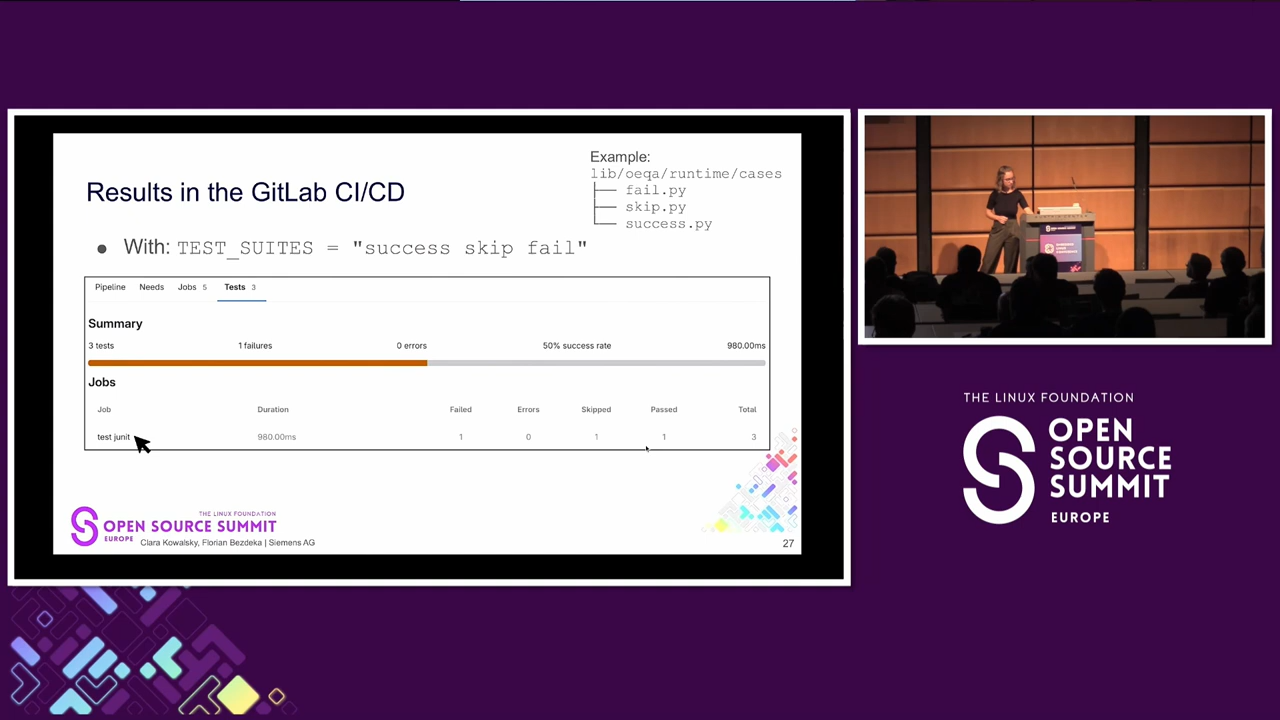 Example:
lib/oeqa/runtime/cases
├── fail.py
├── skip.py
└── success.py
Results in the GitLab CI/CD
● With: TEST_SUITES = "success skip fail"
Pipeline Needs Jobs 5 Tests 3
Summary
3 tests 1 failures 0 errors 50% success rate 980.00ms
Jobs
Job Duration Failed Errors Skipped Passed Total
test junit 980.00ms 1 0 1 1 3
THE LINUX FOUNDATION
OPEN SOURCE SUMMIT
EUROPE
Clara Kowalsky, Florian Bezdeka | Siemens AG
27
THE LINUX FOUNDATION
OPEN
SOURCE
SUMMIT
EUROPE